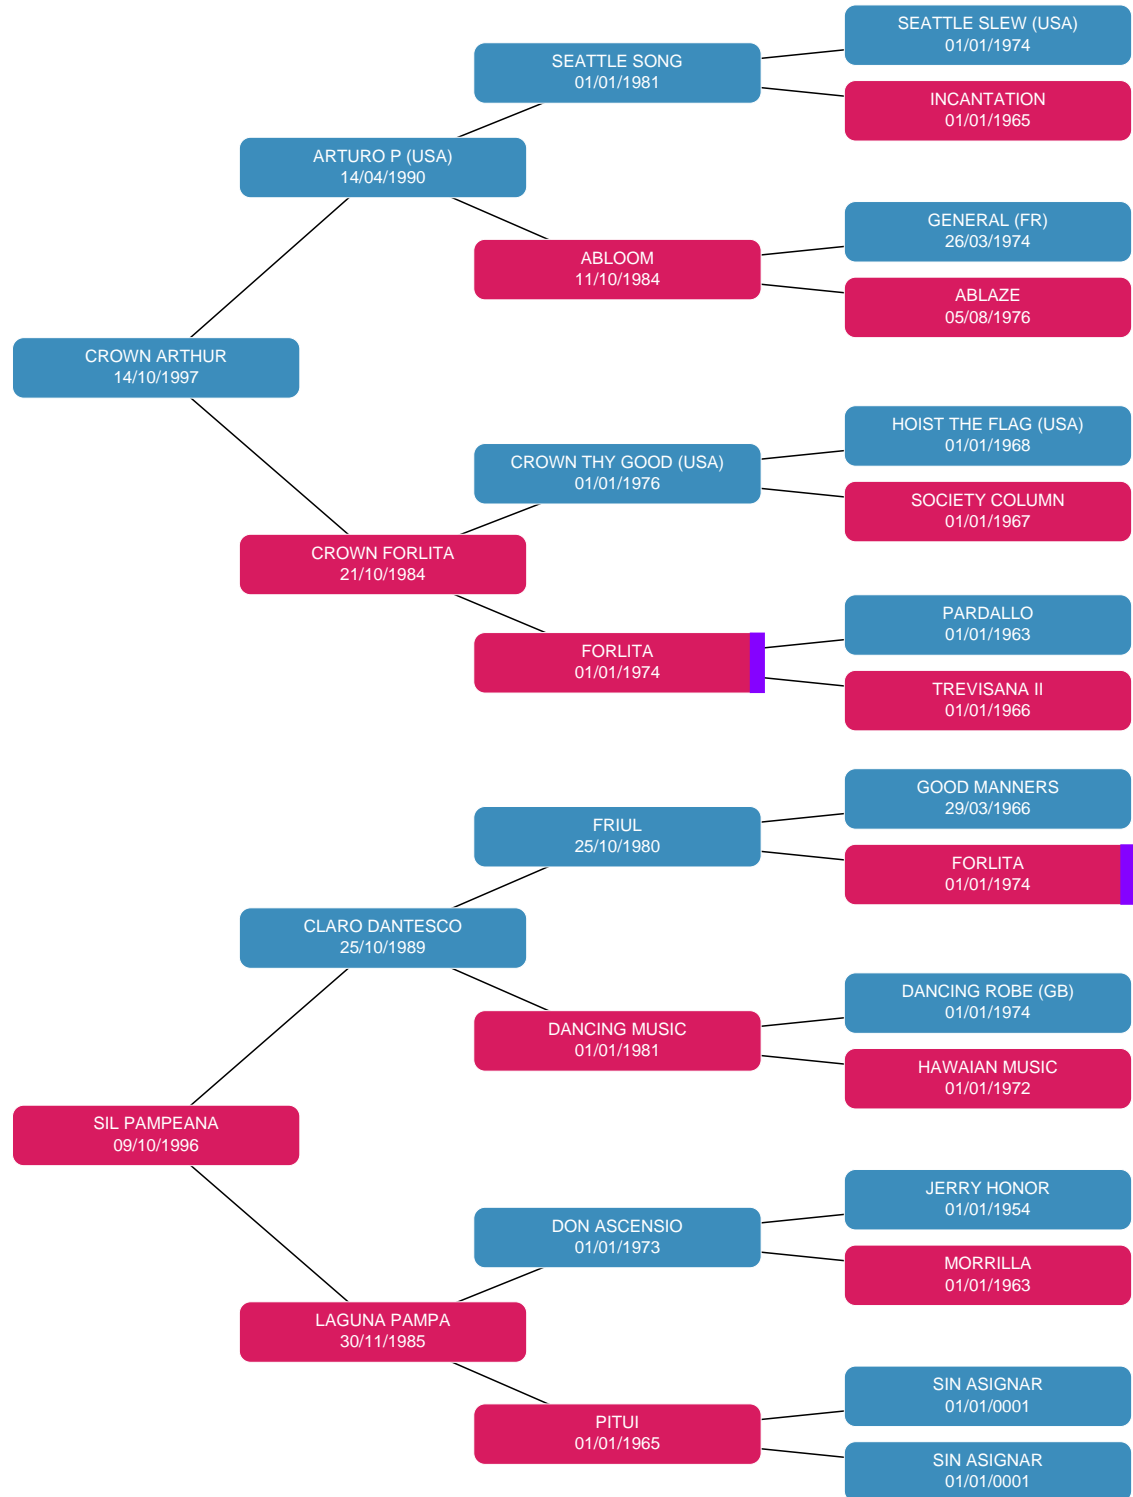 SEATTLE SLEW (USA)
01/01/1974
SEATTLE SONG
01/01/1981
INCANTATION
01/01/1965
ARTURO P (USA)
14/04/1990
GENERAL (FR)
26/03/1974
ABLOOM
11/10/1984
ABLAZE
05/08/1976
CROWN ARTHUR
14/10/1997
HOIST THE FLAG (USA)
01/01/1968
CROWN THY GOOD (USA)
01/01/1976
SOCIETY COLUMN
01/01/1967
CROWN FORLITA
21/10/1984
PARDALLO
01/01/1963
FORLITA
01/01/1974
TREVISANA II
01/01/1966
GOOD MANNERS
29/03/1966
FRIUL
25/10/1980
FORLITA
01/01/1974
CLARO DANTESCO
25/10/1989
DANCING ROBE (GB)
01/01/1974
DANCING MUSIC
01/01/1981
HAWAIAN MUSIC
01/01/1972
SIL PAMPEANA
09/10/1996
JERRY HONOR
01/01/1954
DON ASCENSIO
01/01/1973
MORRILLA
01/01/1963
LAGUNA PAMPA
30/11/1985
SIN ASIGNAR
01/01/0001
PITUI
01/01/1965
SIN ASIGNAR
01/01/0001